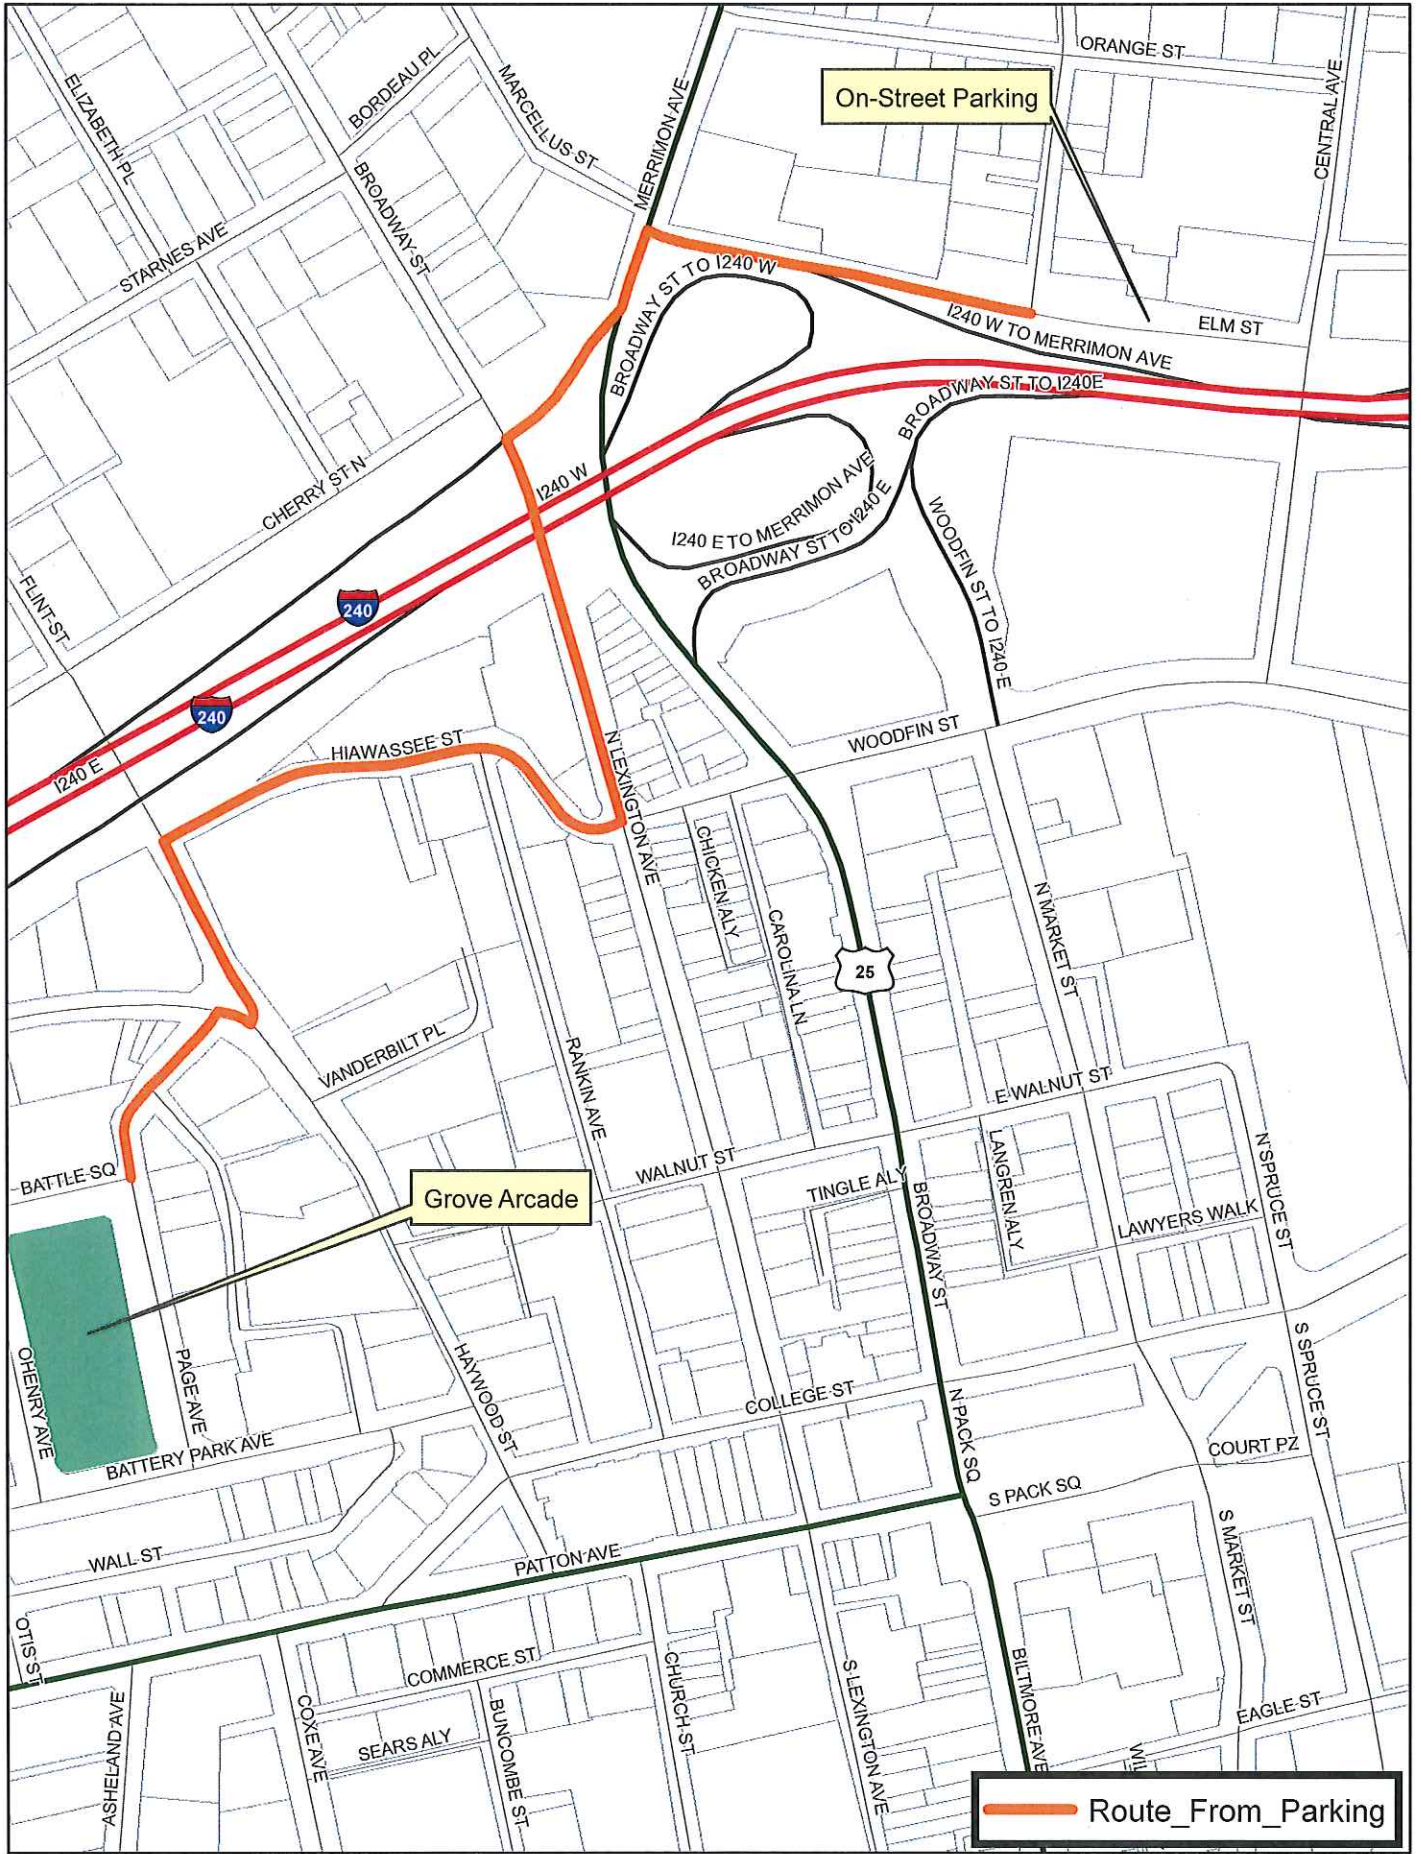 ORANGE ST
ELIZABETH PL
BORDEAU PL
MARCELLUS ST
MERRIMON AVE
On-Street Parking
CENTRAL AVE
BROADWAY ST
STARNES AVE
BROADWAY ST TO I240 W
I240 W TO MERRIMON AVE
ELM ST
BROADWAY ST TO I240E
CHERRY ST N
I240 W
I240 E TO MERRIMON AVE
BROADWAY ST TO I240 E
WOODFIN ST TO I240-E
FLINT ST
240
240
I240 E
HIAWASSEE ST
N LEXINGTON AVE
WOODFIN ST
CHICKEN ALY
CAROLINA LN
N MARKET ST
25
VANDERBILT PL
RANKIN AVE
E WALNUT ST
WALNUT ST
BATTLE SQ
Grove Arcade
TINGLE ALY
LANGREN ALY
N SPRUCE ST
LAWYERS WALK
BROADWAY ST
OHENRY AVE
PAGE AVE
HAYWOOD ST
COLLEGE ST
N PACK SQ
S SPRUCE ST
BATTERY PARK AVE
COURT PZ
S PACK SQ
WALL ST
PATTON AVE
S MARKET ST
OTIS ST
COMMERCE ST
CHURCH ST
S LEXINGTON AVE
BILTMORE AVE
EAGLE ST
ASHELAND AVE
COXE AVE
SEARS ALY
BUNCOMBE ST
WIL
Route_From_Parking